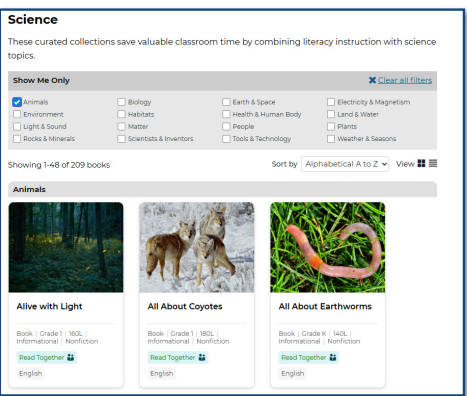 Science
These curated collections save valuable classroom time by combining literacy instruction with science
topics.
Show Me Only
Clear all filters
Animals
Biology
Earth & Space
Electricity & Magnetism
Environment
Habitats
Health & Human Body
Land & Water
Light & Sound
Matter
People
Plants
Rocks & Minerals
Scientists & Inventors
Tools & Technology
Weather & Seasons
Showing 1-48 of 209 books
Sort by Alphabetical A to Z View
Animals
Alive with Light
Book | Grade 1 | 160L |
Informational | Nonfiction
Read Together
English
All About Coyotes
Book | Grade 1 | 180L |
Informational | Nonfiction
Read Together
English
All About Earthworms
Book | Grade K | 140L |
Informational | Nonfiction
Read Together
English